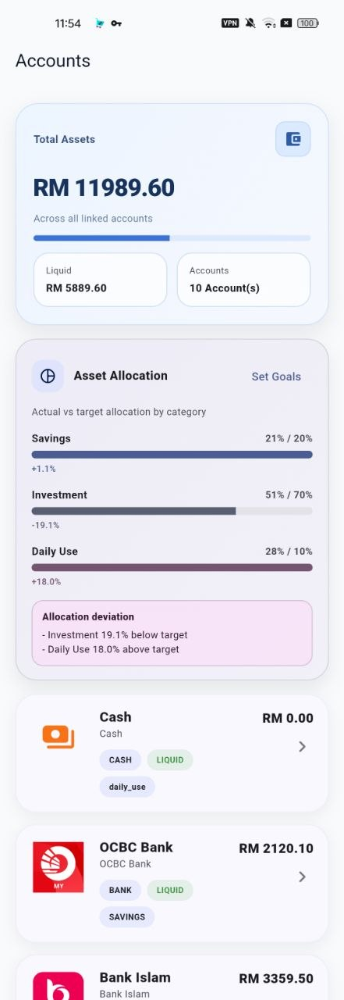 11:54
VPN
100
Accounts
Total Assets
RM 11989.60
Across all linked accounts
Liquid
RM 5889.60
Accounts
10 Account(s)
Asset Allocation
Set Goals
Actual vs target allocation by category
Savings
21% / 20%
+1.1%
Investment
51% / 70%
-19.1%
Daily Use
28% / 10%
+18.0%
Allocation deviation
- Investment 19.1% below target
- Daily Use 18.0% above target
Cash
RM 0.00
Cash
CASH
LIQUID
daily_use
OCBC Bank
RM 2120.10
OCBC Bank
MY
BANK
LIQUID
SAVINGS
Bank Islam
RM 3359.50
Bank Islam